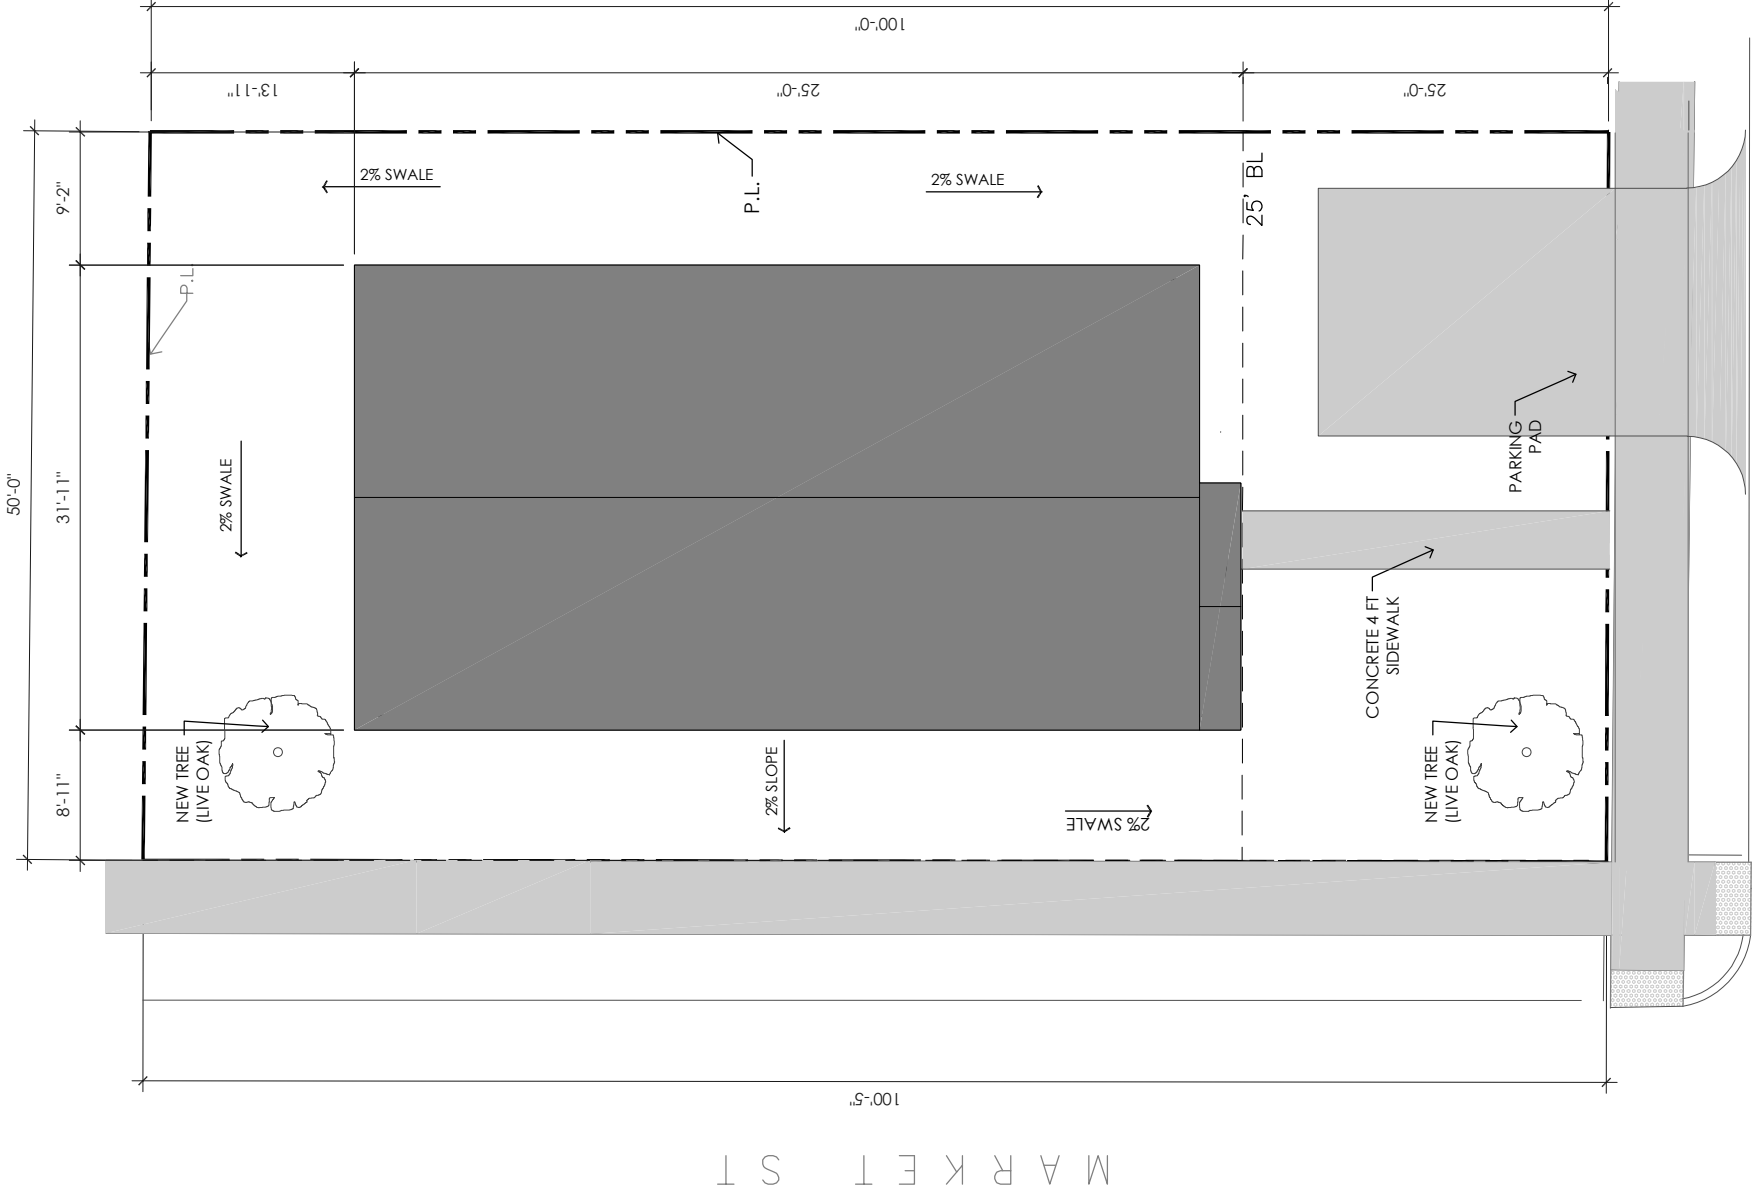 100'-0"
13'-11"
25'-0"
25'-0"
9'-2"
2% SWALE
2% SWALE
P.L.
25' BL
P.L.
50'-0"
31'-11"
2% SWALE
PARKING
PAD
CONCRETE 4 FT
SIDEWALK
8'-11"
NEW TREE
(LIVE OAK)
2% SLOPE
2% SWALE
NEW TREE
(LIVE OAK)
100'-5"
MARKET ST